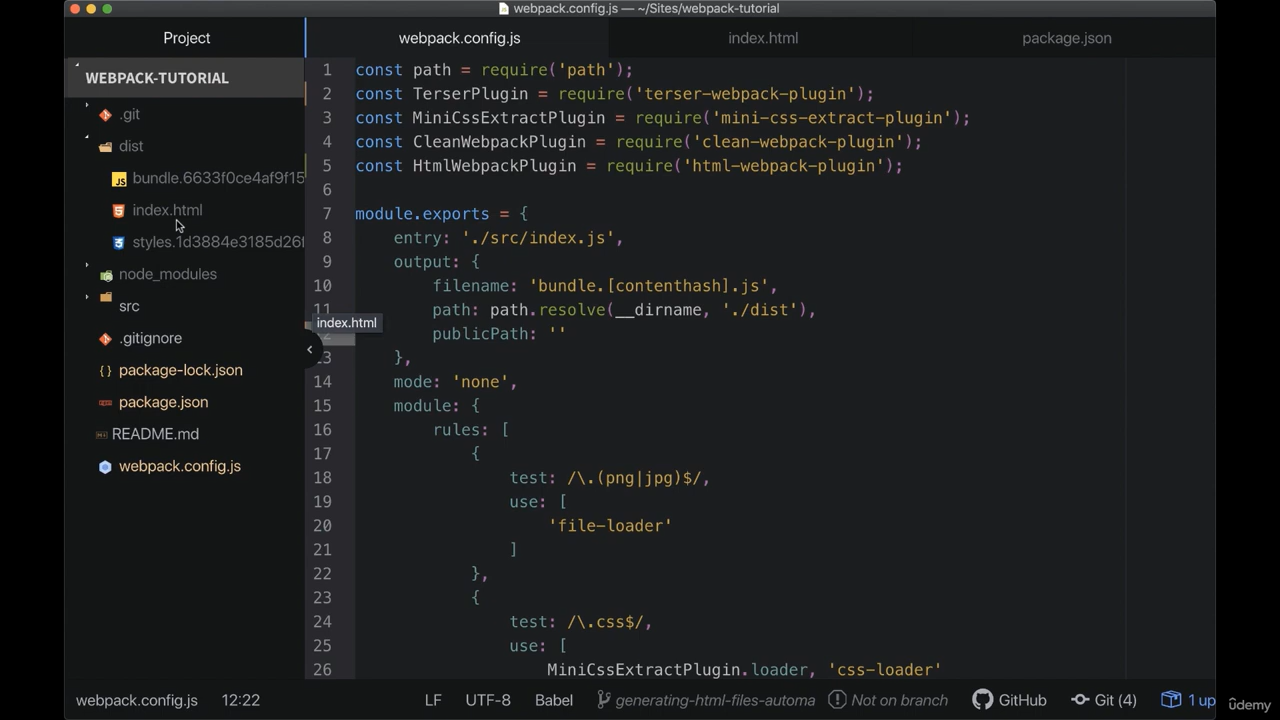 webpack.config.js — ~/Sites/webpack-tutorial
Project
webpack.config.js
index.html
package.json
WEBPACK-TUTORIAL
.git
dist
JS bundle.6633f0ce4af9f15
index.html
styles.1d3884e3185d26
node_modules
src
.gitignore
package-lock.json
package.json
README.md
webpack.config.js
index.html
1 const path = require('path');
2 const TerserPlugin = require('terser-webpack-plugin');
3 const MiniCssExtractPlugin = require('mini-css-extract-plugin');
4 const CleanWebpackPlugin = require('clean-webpack-plugin');
5 const HtmlWebpackPlugin = require('html-webpack-plugin');
6
7 module.exports = {
8 entry: './src/index.js',
9 output: {
10 filename: 'bundle.[contenthash].js',
11 path: path.resolve(__dirname, './dist'),
publicPath: ''
13 },
14 mode: 'none',
15 module: {
16 rules: [
17 {
18 test: /\.(png|jpg)$/,
19 use: [
20 'file-loader'
21 ]
22 },
23 {
24 test: /\.css$/,
25 use: [
26 MiniCssExtractPlugin.loader, 'css-loader'
webpack.config.js 12:22 LF UTF-8 Babel generating-html-files-automa Not on branch GitHub Git (4) 1 up
ûdemy